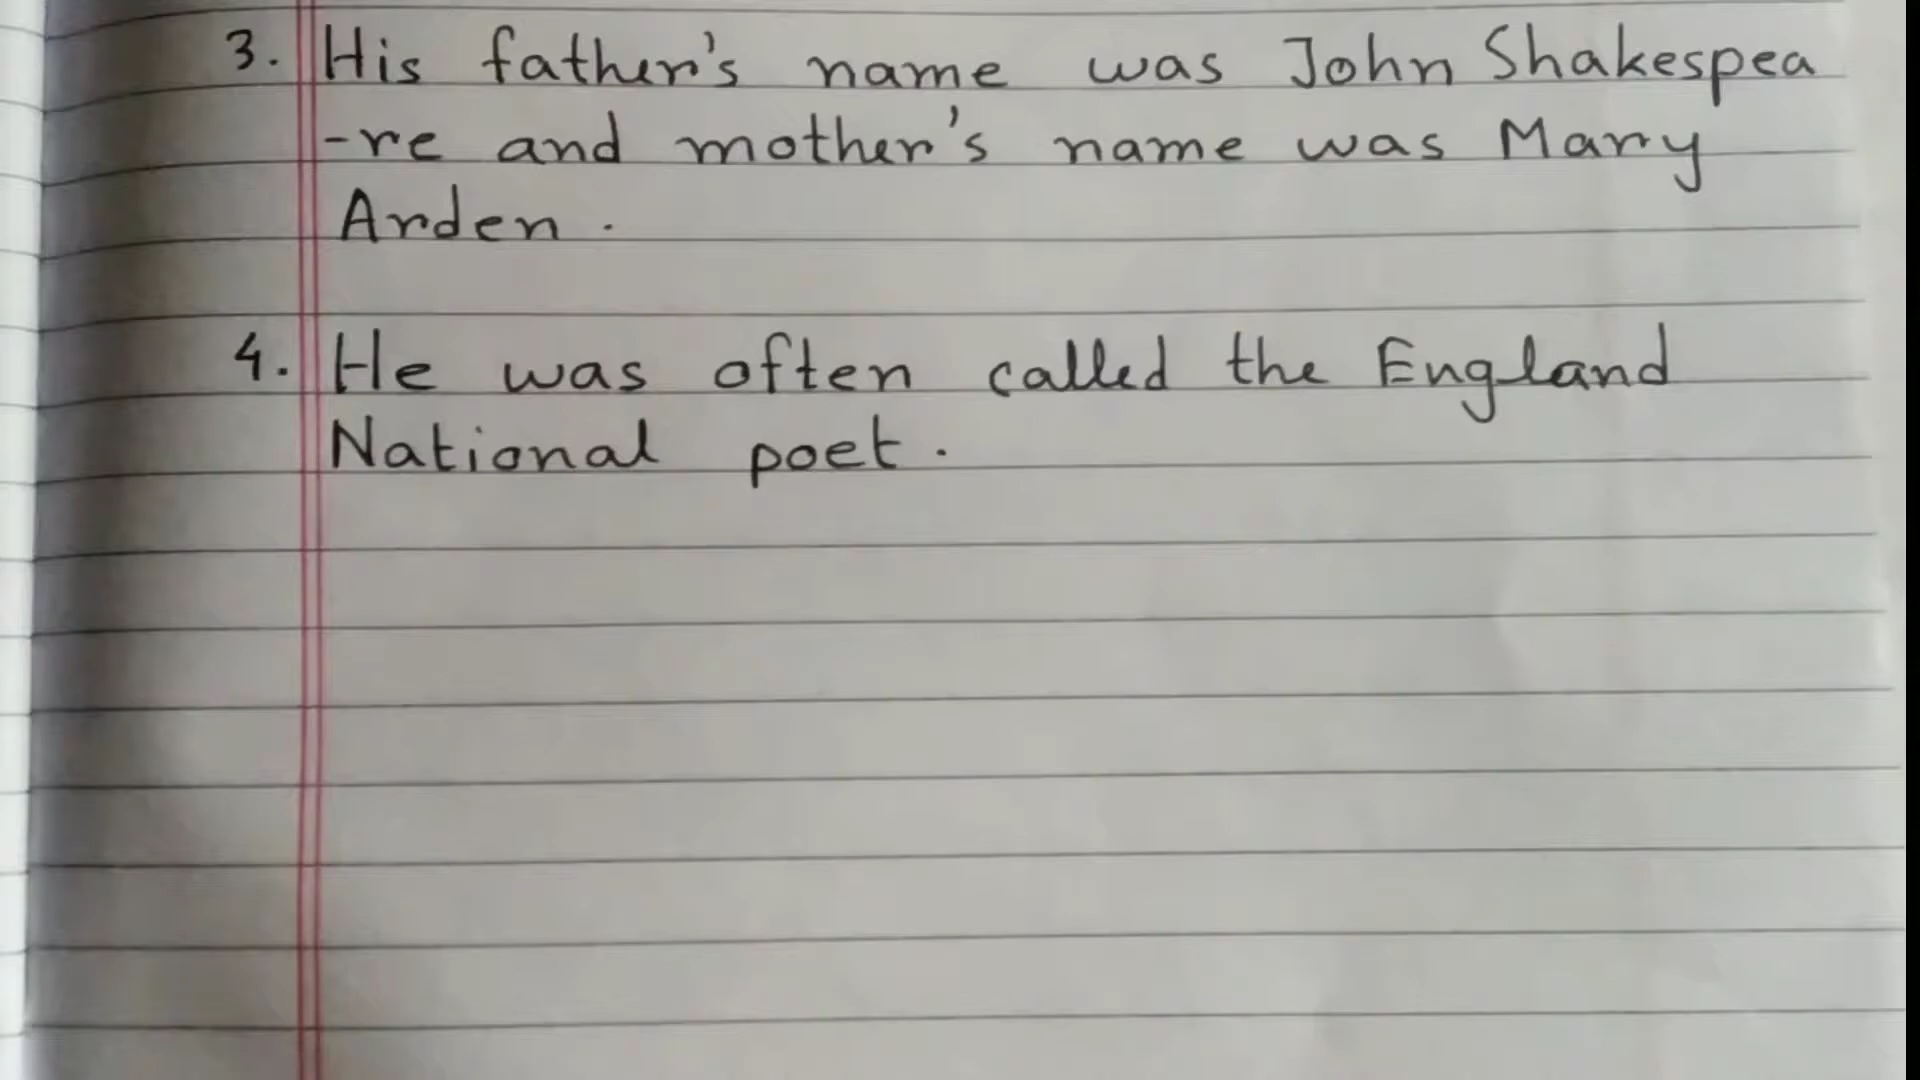 3. His father's name was John Shakespea
-re and mother's name was Mary
Arden.
4. He was often called the England
National poet.